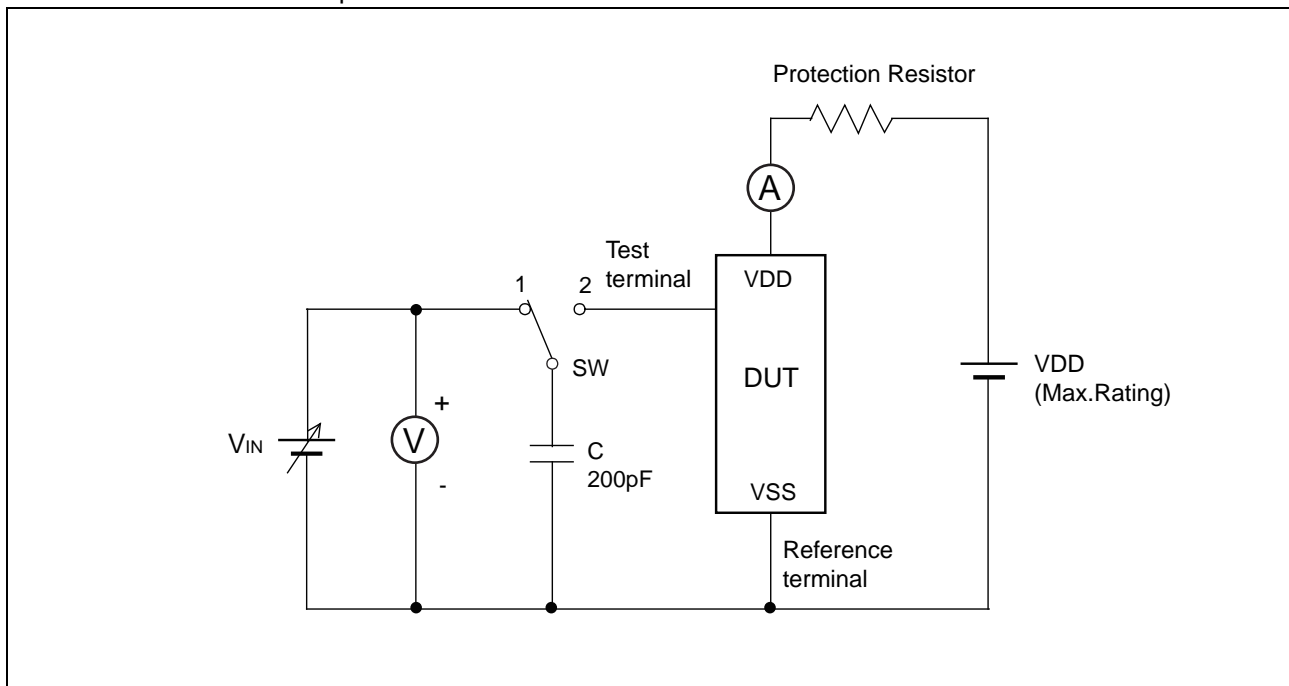 Protection Resistor
A
Test
terminal
1
2
VDD
SW
DUT
VDD
(Max.Rating)
+
VIN
V
C
200pF
-
VSS
Reference
terminal